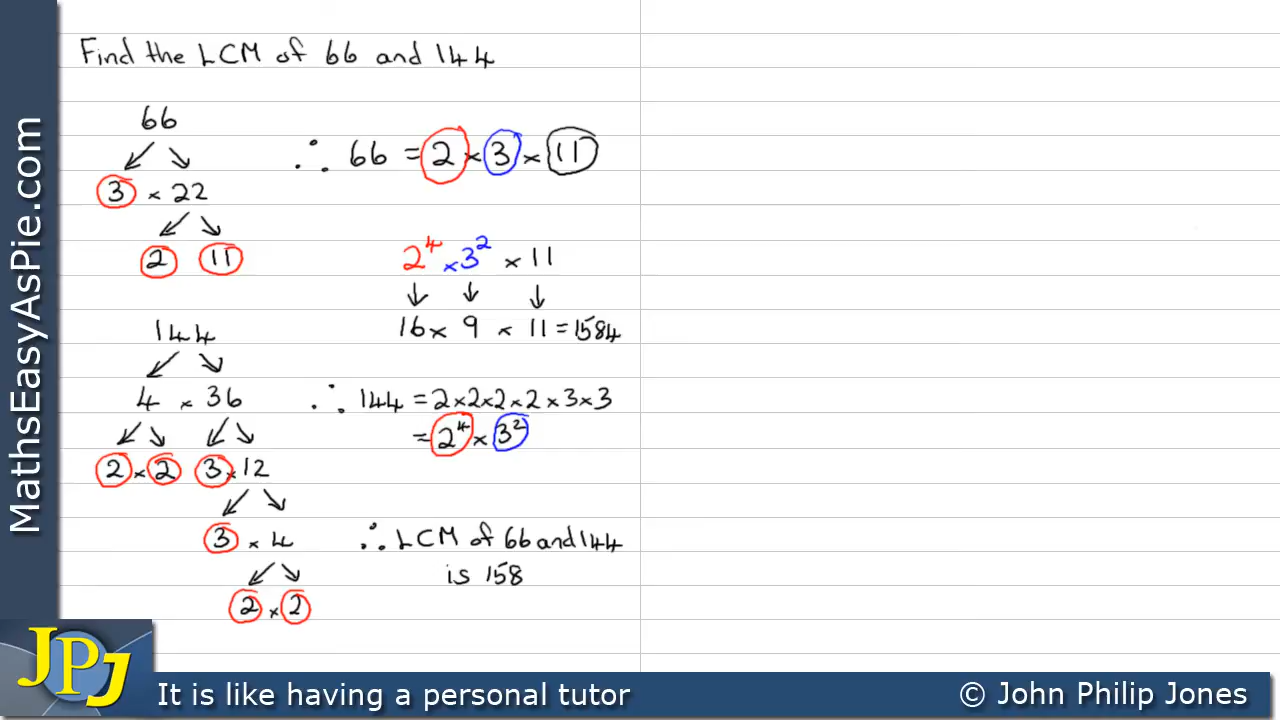 Find the LCM of 66 and 144
66
3 × 22
2 11
∴ 66 = 2 × 3 × 11
2⁴ × 3² × 11
16 × 9 × 11 = 1584
144
4 × 36
2 × 2 3 × 12
3 × 4
2 × 2
∴ 144 = 2 × 2 × 2 × 2 × 3 × 3
= 2⁴ × 3²
∴ LCM of 66 and 144
is 158
MathsEasyAsPie.com
JPJ
It is like having a personal tutor
© John Philip Jones